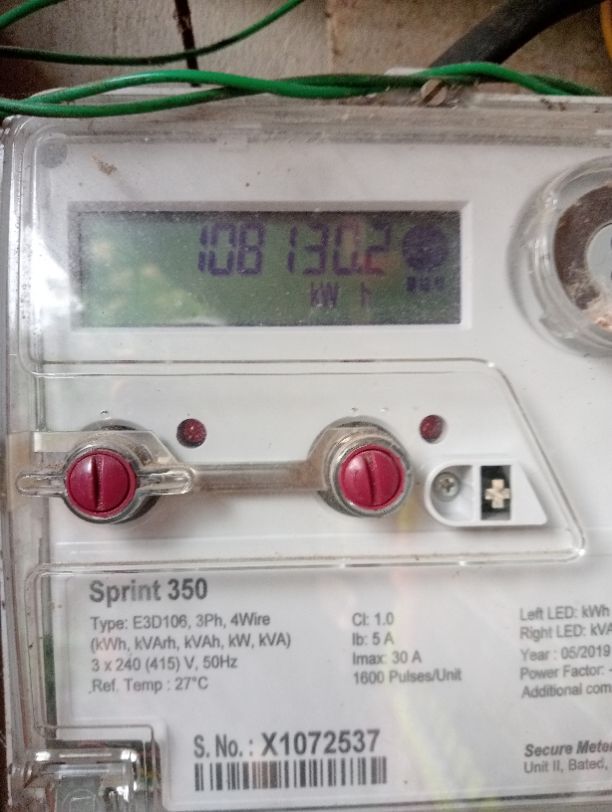 108130.2
kW h
Sprint 350
Type: E3D106, 3Ph, 4Wire
(kWh, kVArh, kVAh, kW, kVA)
3 x 240 (415) V, 50Hz
Ref. Temp : 27°C
Cl: 1.0
Ib: 5 A
Imax: 30 A
1600 Pulses/Unit
Left LED: kWh
Right LED: kVA
Year : 05/2019
Power Factor: -
Additional com
S. No. : X1072537
Secure Mete
Unit II, Bated,